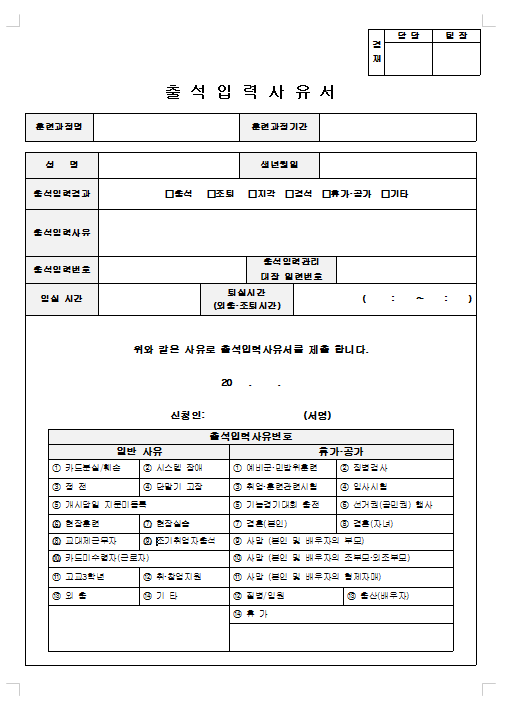 결 재 담 당 팀 장
출 석 입 력 사 유 서
훈련과정명 훈련과정기간
성 명 생년월일
출석입력결과 □출석 □조퇴 □지각 □결석 □휴가·공가 □기타
출석입력사유
출석입력번호 출석입력관리 대장 일련번호
입실 시간 퇴실시간 (외출·조퇴시간) ( : ~ : )
위와 같은 사유로 출석입력사유서를 제출 합니다.
20 . .
신청인: (서명)
출석입력사유번호
일반 사유 휴가·공가
① 카드분실/훼손 ② 시스템 장애 ① 예비군·민방위훈련 ② 징병검사
③ 정 전 ④ 단말기 고장 ③ 취업·훈련관련시험 ④ 입사시험
⑤ 개시당일 지문미등록 ⑤ 기능경기대회 출전 ⑥ 선거권(공민권) 행사
⑥ 현장훈련 ⑦ 현장실습 ⑦ 결혼(본인) ⑧ 결혼(자녀)
⑧ 교대제근무자 ⑨ 조기취업자출석 ⑨ 사망 (본인 및 배우자의 부모)
⑩ 카드미수령자(근로자) ⑩ 사망 (본인 및 배우자의 조부모·외조부모)
⑪ 고교3학년 ⑫ 취·창업지원 ⑪ 사망 (본인 및 배우자의 형제자매)
⑬ 외 출 ⑭ 기 타 ⑫ 질병/입원 ⑬ 출산(배우자)
⑭ 휴 가